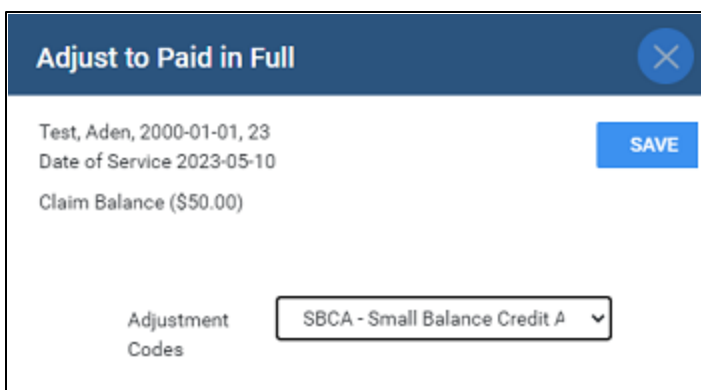 Adjust to Paid in Full
Test, Aden, 2000-01-01, 23
SAVE
Date of Service 2023-05-10
Claim Balance ($50.00)
Adjustment
Codes
SBCA - Small Balance Credit A